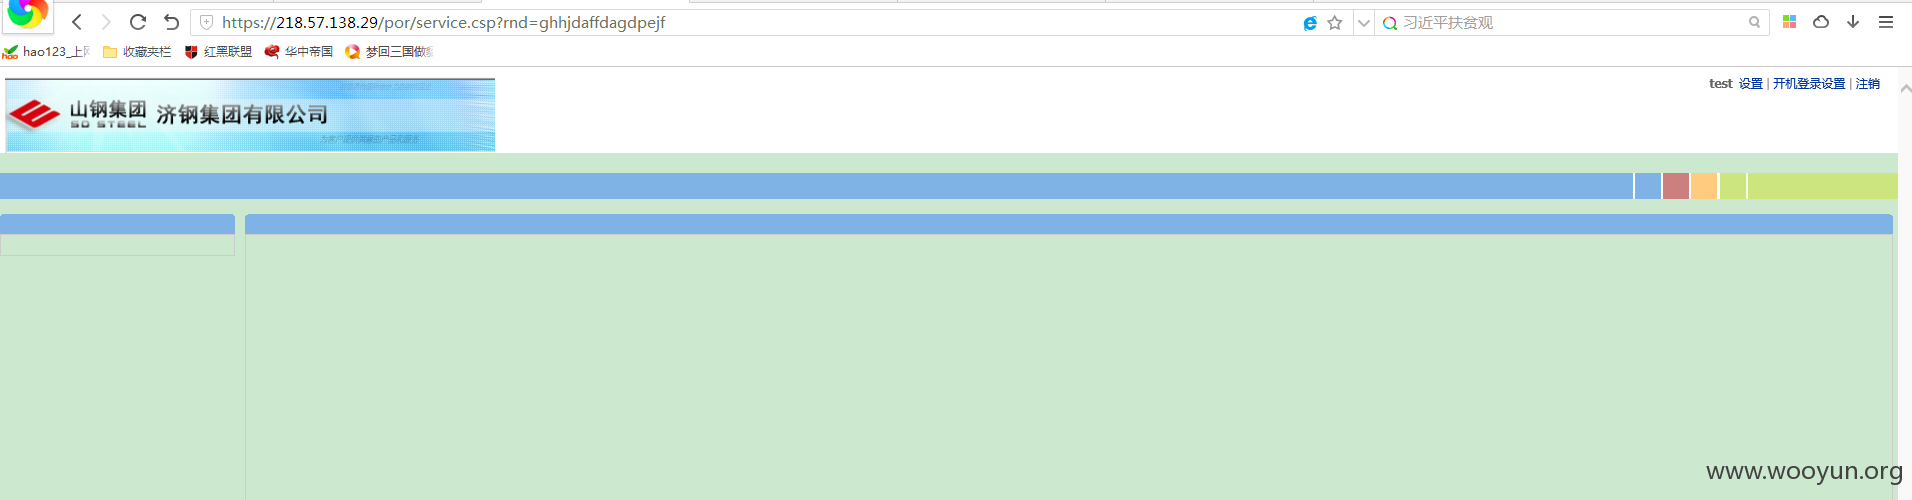 https://218.57.138.29/por/service.csp?rnd=ghhjdaffdagdpejf
习近平扶贫观
hao123_上网
收藏夹栏
红黑联盟
华中帝国
梦回三国做
test 设置 | 开机登录设置 | 注销
山钢集团 济钢集团有限公司
SD STEEL
www.wooyun.org